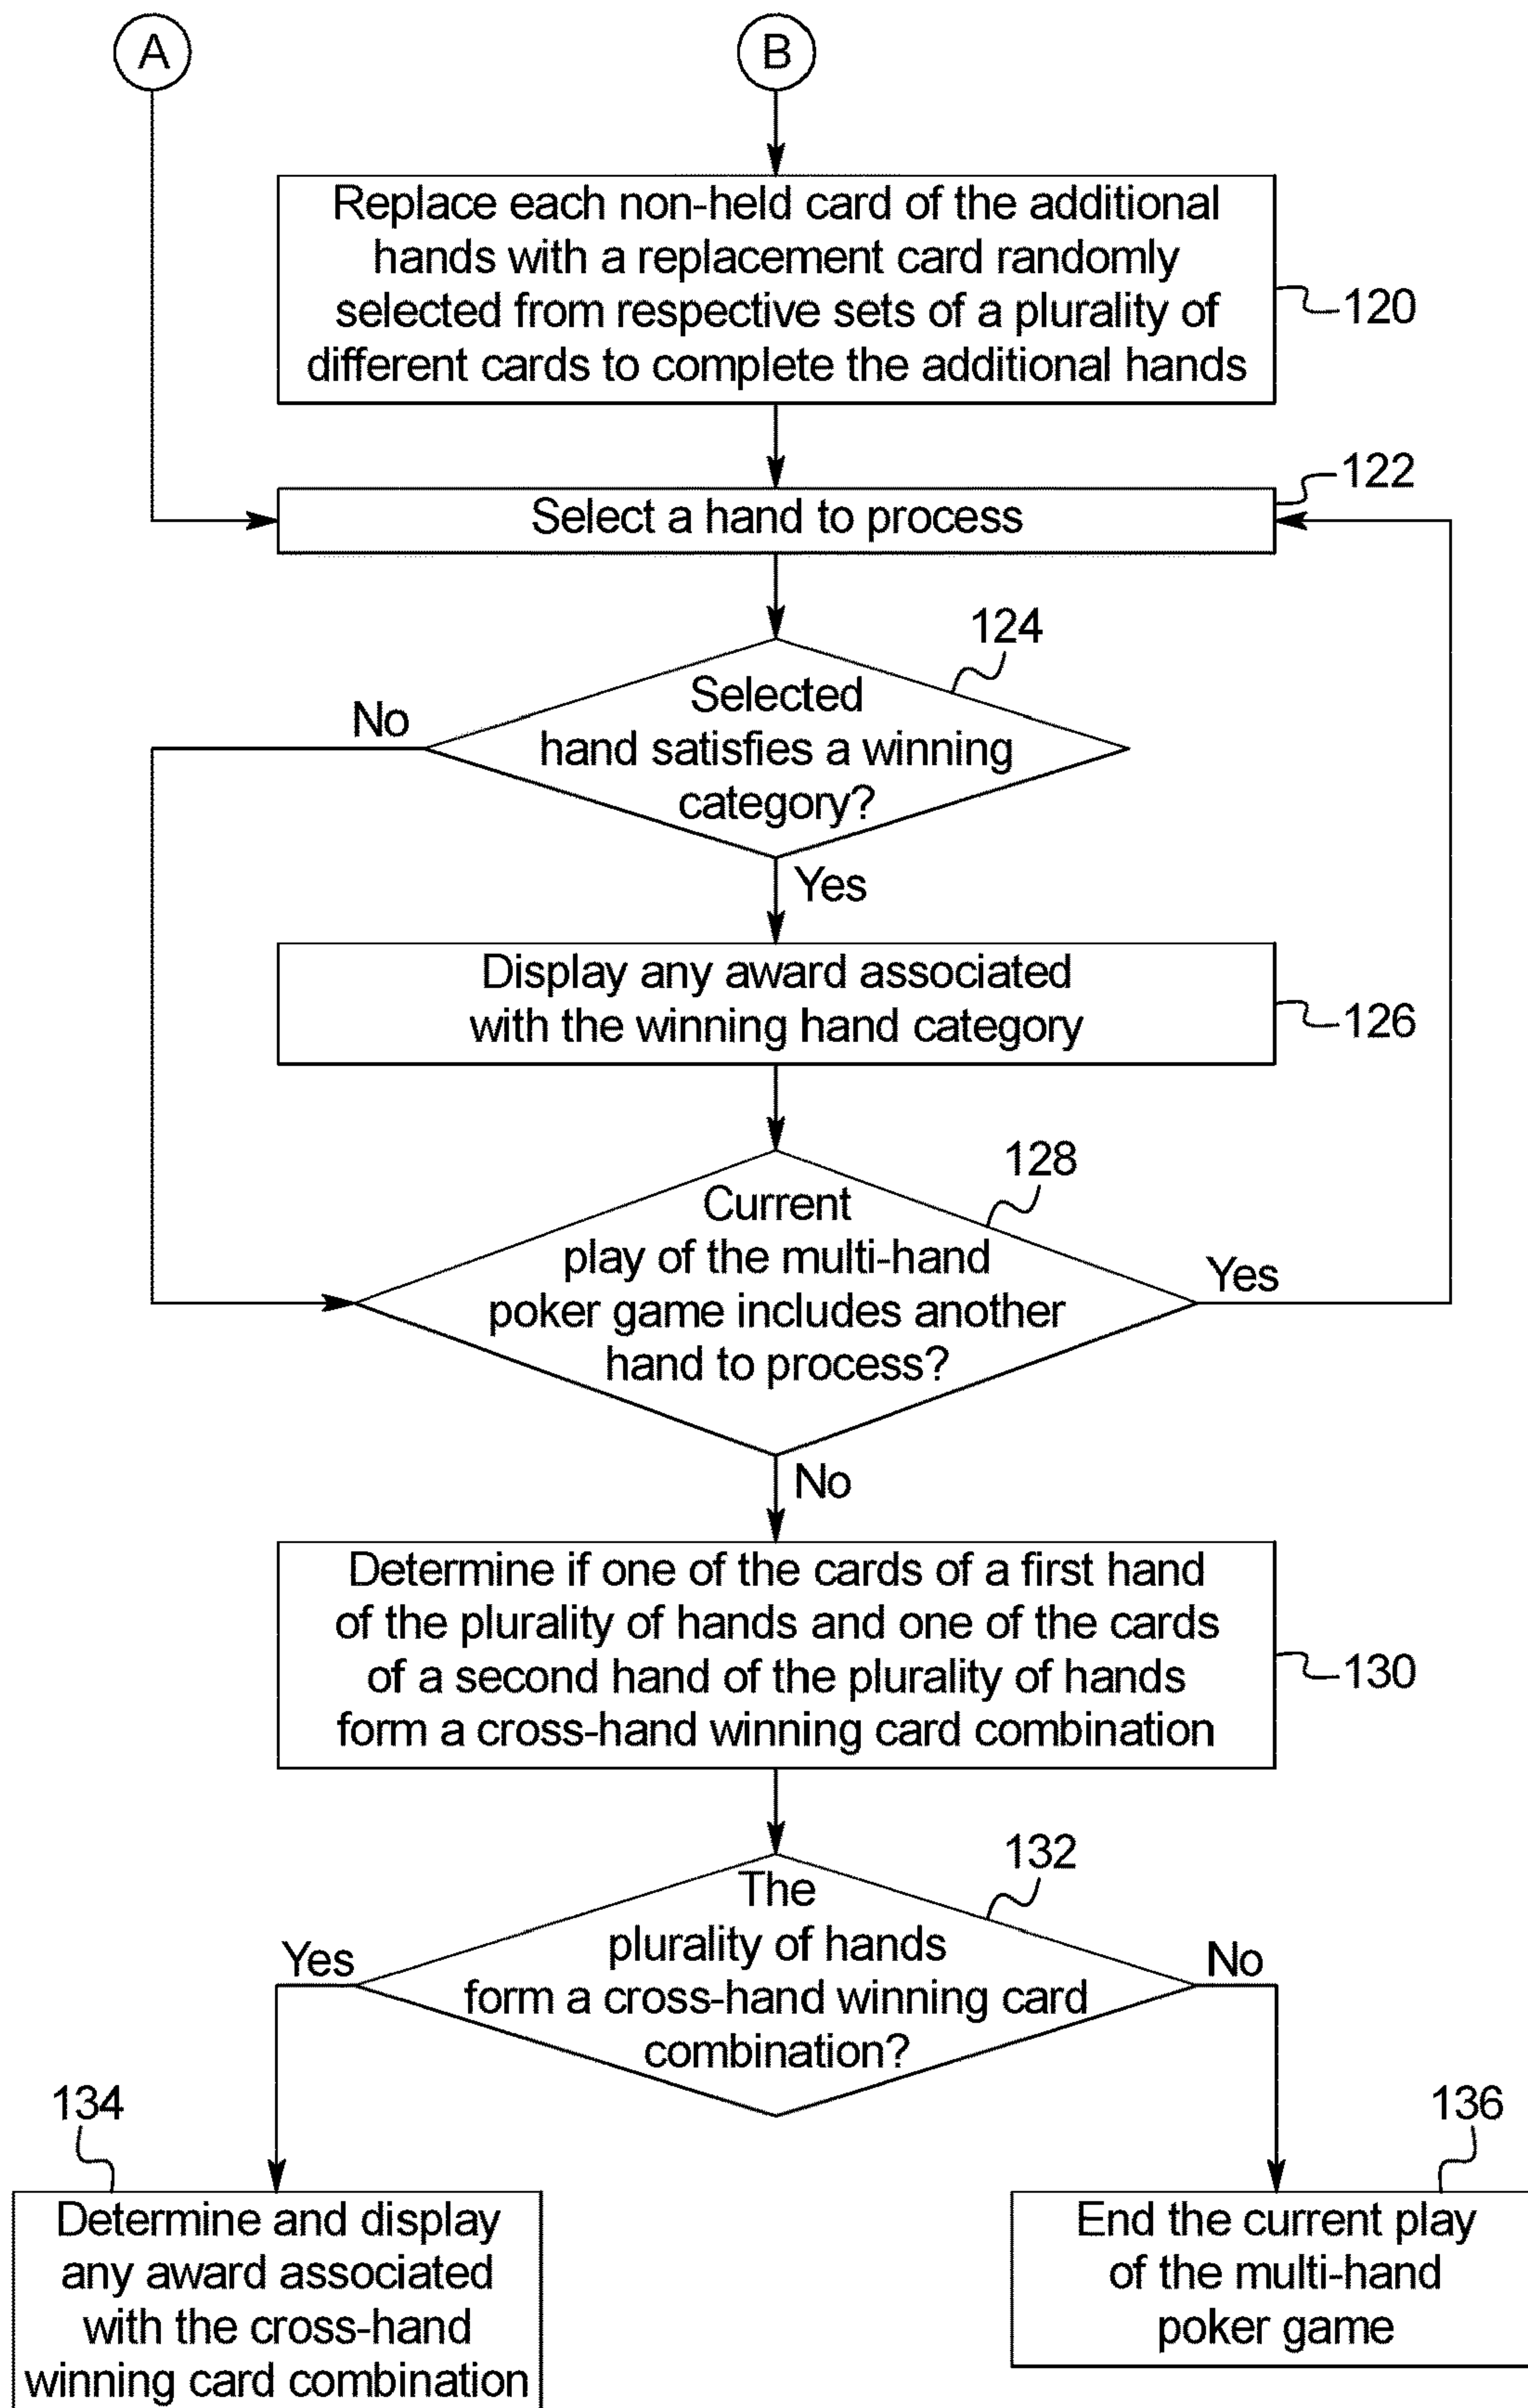 A
B
Replace each non-held card of the additional
hands with a replacement card randomly
selected from respective sets of a plurality of
different cards to complete the additional hands
120
122
Select a hand to process
124
Selected
hand satisfies a winning
category?
No
Yes
Display any award associated
with the winning hand category
126
128
Current
play of the multi-hand
poker game includes another
hand to process?
Yes
No
Determine if one of the cards of a first hand
of the plurality of hands and one of the cards
of a second hand of the plurality of hands
form a cross-hand winning card combination
130
132
The
plurality of hands
form a cross-hand winning card
combination?
Yes
No
134
Determine and display
any award associated
with the cross-hand
winning card combination
136
End the current play
of the multi-hand
poker game